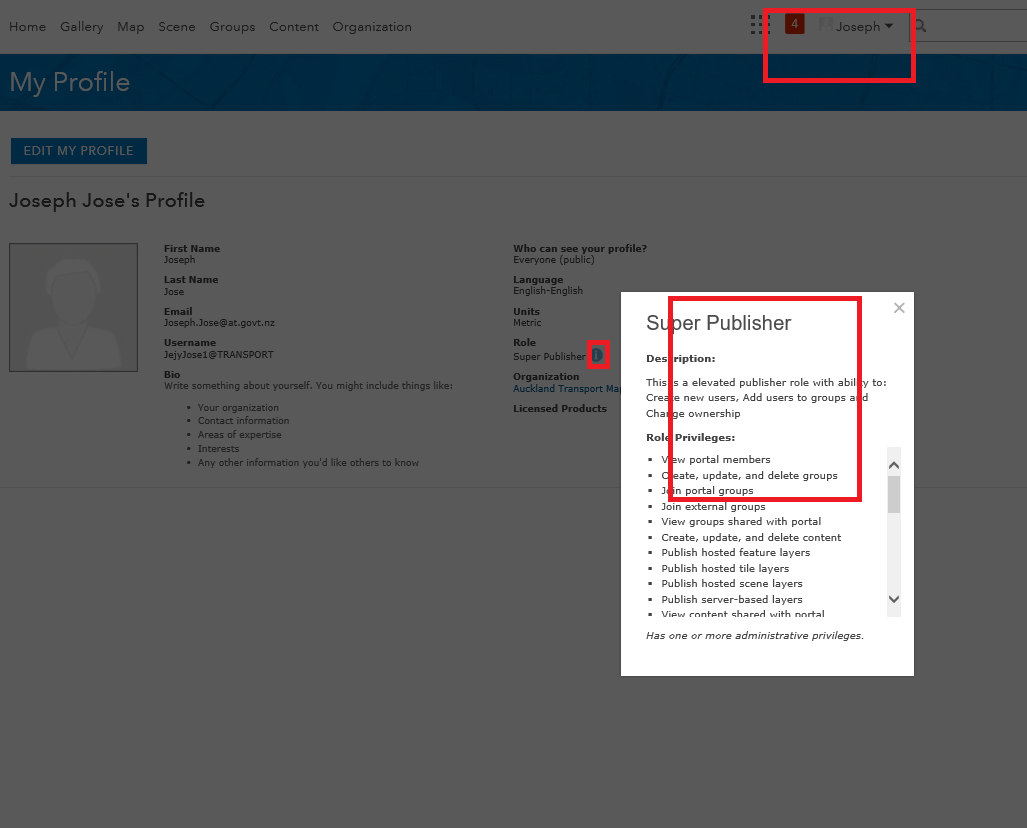 Home Gallery Map Scene Groups Content Organization 4 Joseph
My Profile
EDIT MY PROFILE
Joseph Jose's Profile
First Name
Joseph
Last Name
Jose
Email
Joseph.Jose@at.govt.nz
Username
JejyJose1@TRANSPORT
Bio
Write something about yourself. You might include things like:
• Your organization
• Contact information
• Areas of expertise
• Interests
• Any other information you'd like others to know
Who can see your profile?
Everyone (public)
Language
English-English
Units
Metric
Role
Super Publisher i
Organization
Auckland Transport Map
Licensed Products
Super Publisher
Description:
This is a elevated publisher role with ability to:
Create new users, Add users to groups and
Change ownership
Role Privileges:
▪ View portal members
▪ Create, update, and delete groups
▪ Join portal groups
▪ Join external groups
▪ View groups shared with portal
▪ Create, update, and delete content
▪ Publish hosted feature layers
▪ Publish hosted tile layers
▪ Publish hosted scene layers
▪ Publish server-based layers
▪ View content shared with portal
Has one or more administrative privileges.